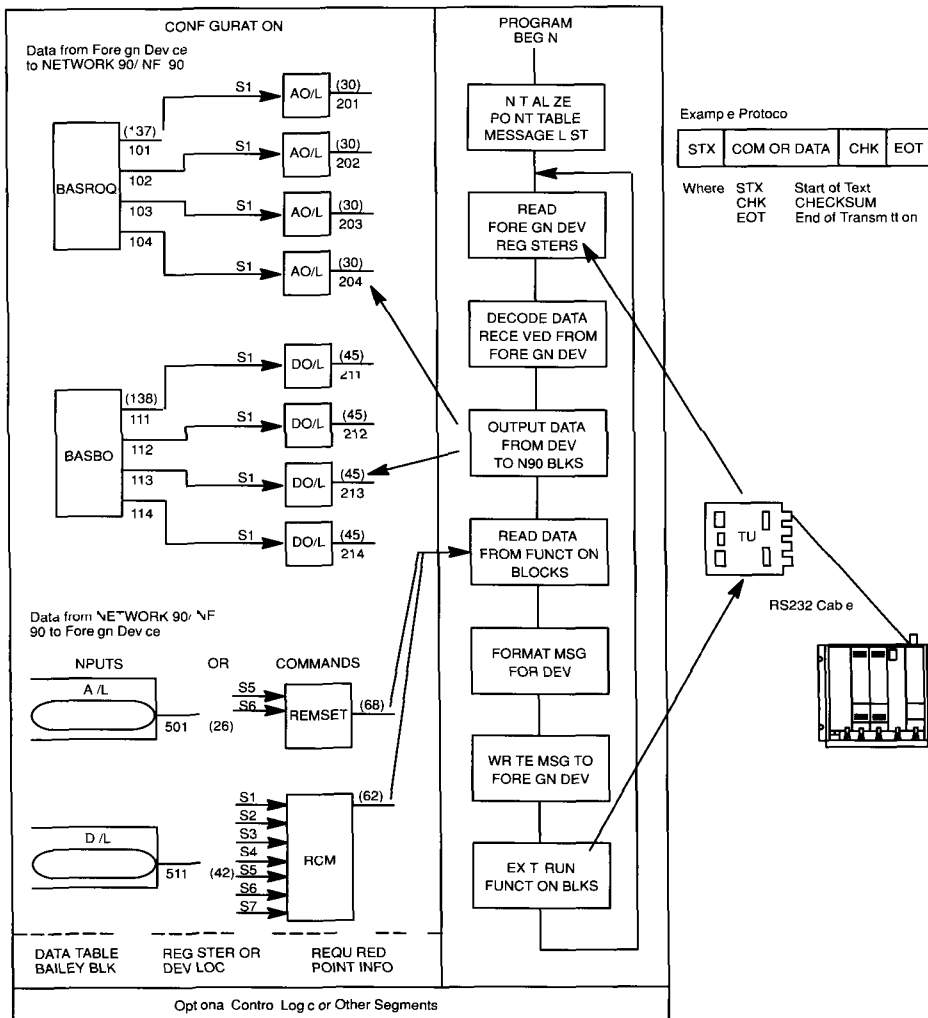 CONF GURAT ON
Data from Fore gn Dev ce
to NETWORK 90/ NF 90
BASROQ
(137)
101
102
103
104
S1
AO/L
(30)
201
S1
AO/L
(30)
202
S1
AO/L
(30)
203
S1
AO/L
(30)
204
BASBO
(138)
111
112
113
114
S1
DO/L
(45)
211
S1
DO/L
(45)
212
S1
DO/L
(45)
213
S1
DO/L
(45)
214
Data from NETWORK 90/ NF
90 to Fore gn Dev ce
NPUTS
OR
COMMANDS
A /L
501
(26)
S5
S6
REMSET
(68)
D /L
511
(42)
S1
S2
S3
S4
S5
S6
S7
RCM
(62)
DATA TABLE
BAILEY BLK
REG STER OR
DEV LOC
REQU RED
POINT INFO
Opt ona Contro Log c or Other Segments
PROGRAM
BEG N
N T AL ZE
PO NT TABLE
MESSAGE L ST
READ
FORE GN DEV
REG STERS
DECODE DATA
RECE VED FROM
FORE GN DEV
OUTPUT DATA
FROM DEV
TO N90 BLKS
READ DATA
FROM FUNCT ON
BLOCKS
FORMAT MSG
FOR DEV
WR TE MSG TO
FORE GN DEV
EX T RUN
FUNCT ON BLKS
Examp e Protoco
STX COM OR DATA CHK EOT
Where STX Start of Text
CHK CHECKSUM
EOT End of Transm tt on
TU
RS232 Cab e